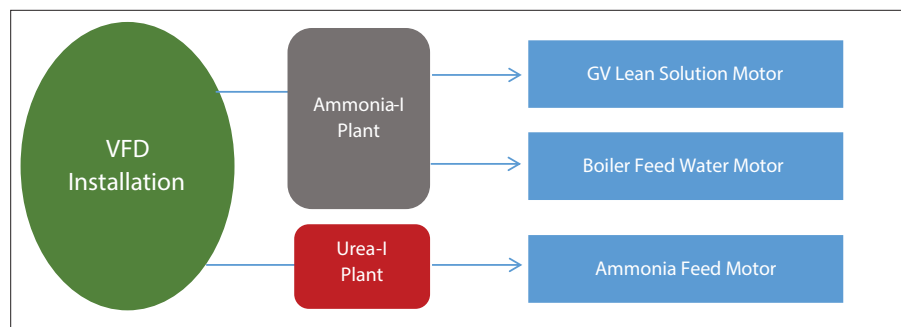 VFD
Installation
Ammonia-I
Plant
GV Lean Solution Motor
Boiler Feed Water Motor
Urea-I
Plant
Ammonia Feed Motor